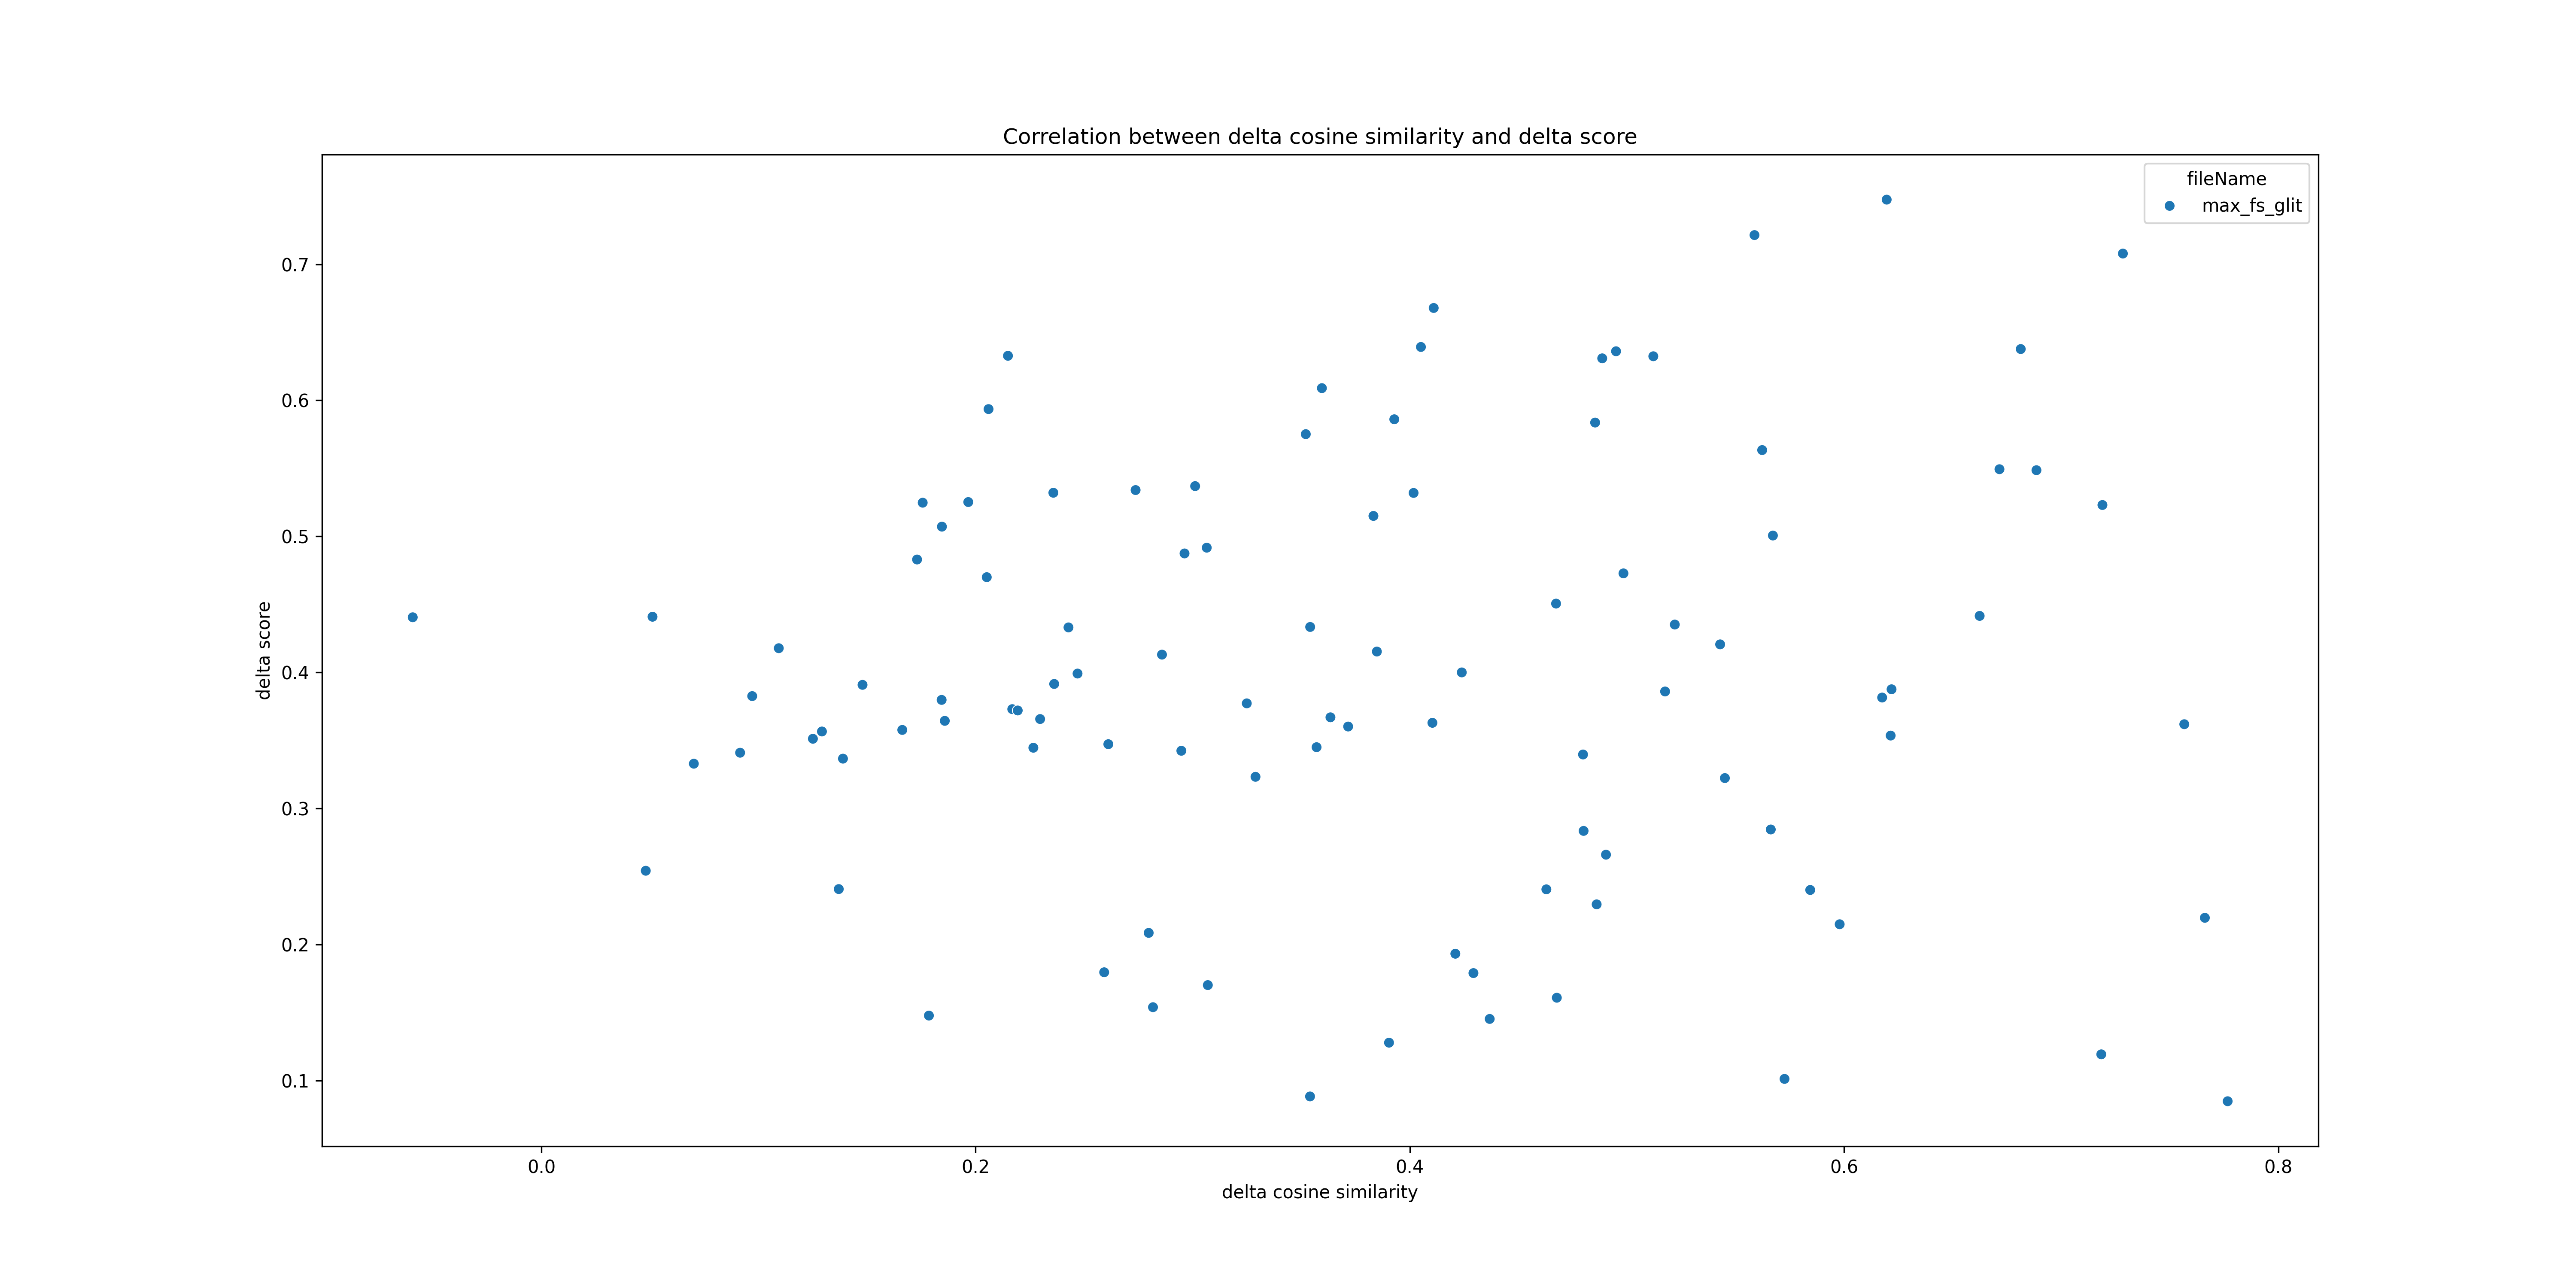 Correlation between delta cosine similarity and delta score
fileName
max_fs_glit
0.7
0.6
0.5
0.4
0.3
0.2
0.1
delta score
0.0
0.2
0.4
0.6
0.8
delta cosine similarity